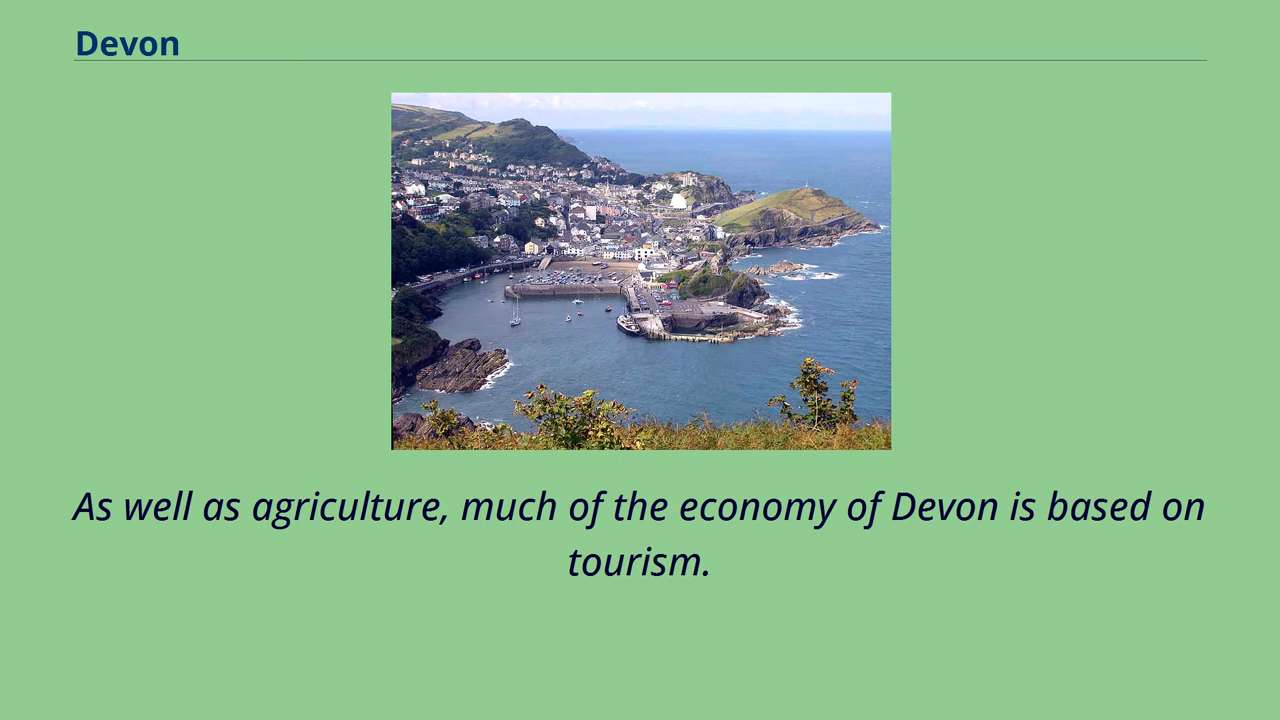 Devon
As well as agriculture, much of the economy of Devon is based on
tourism.